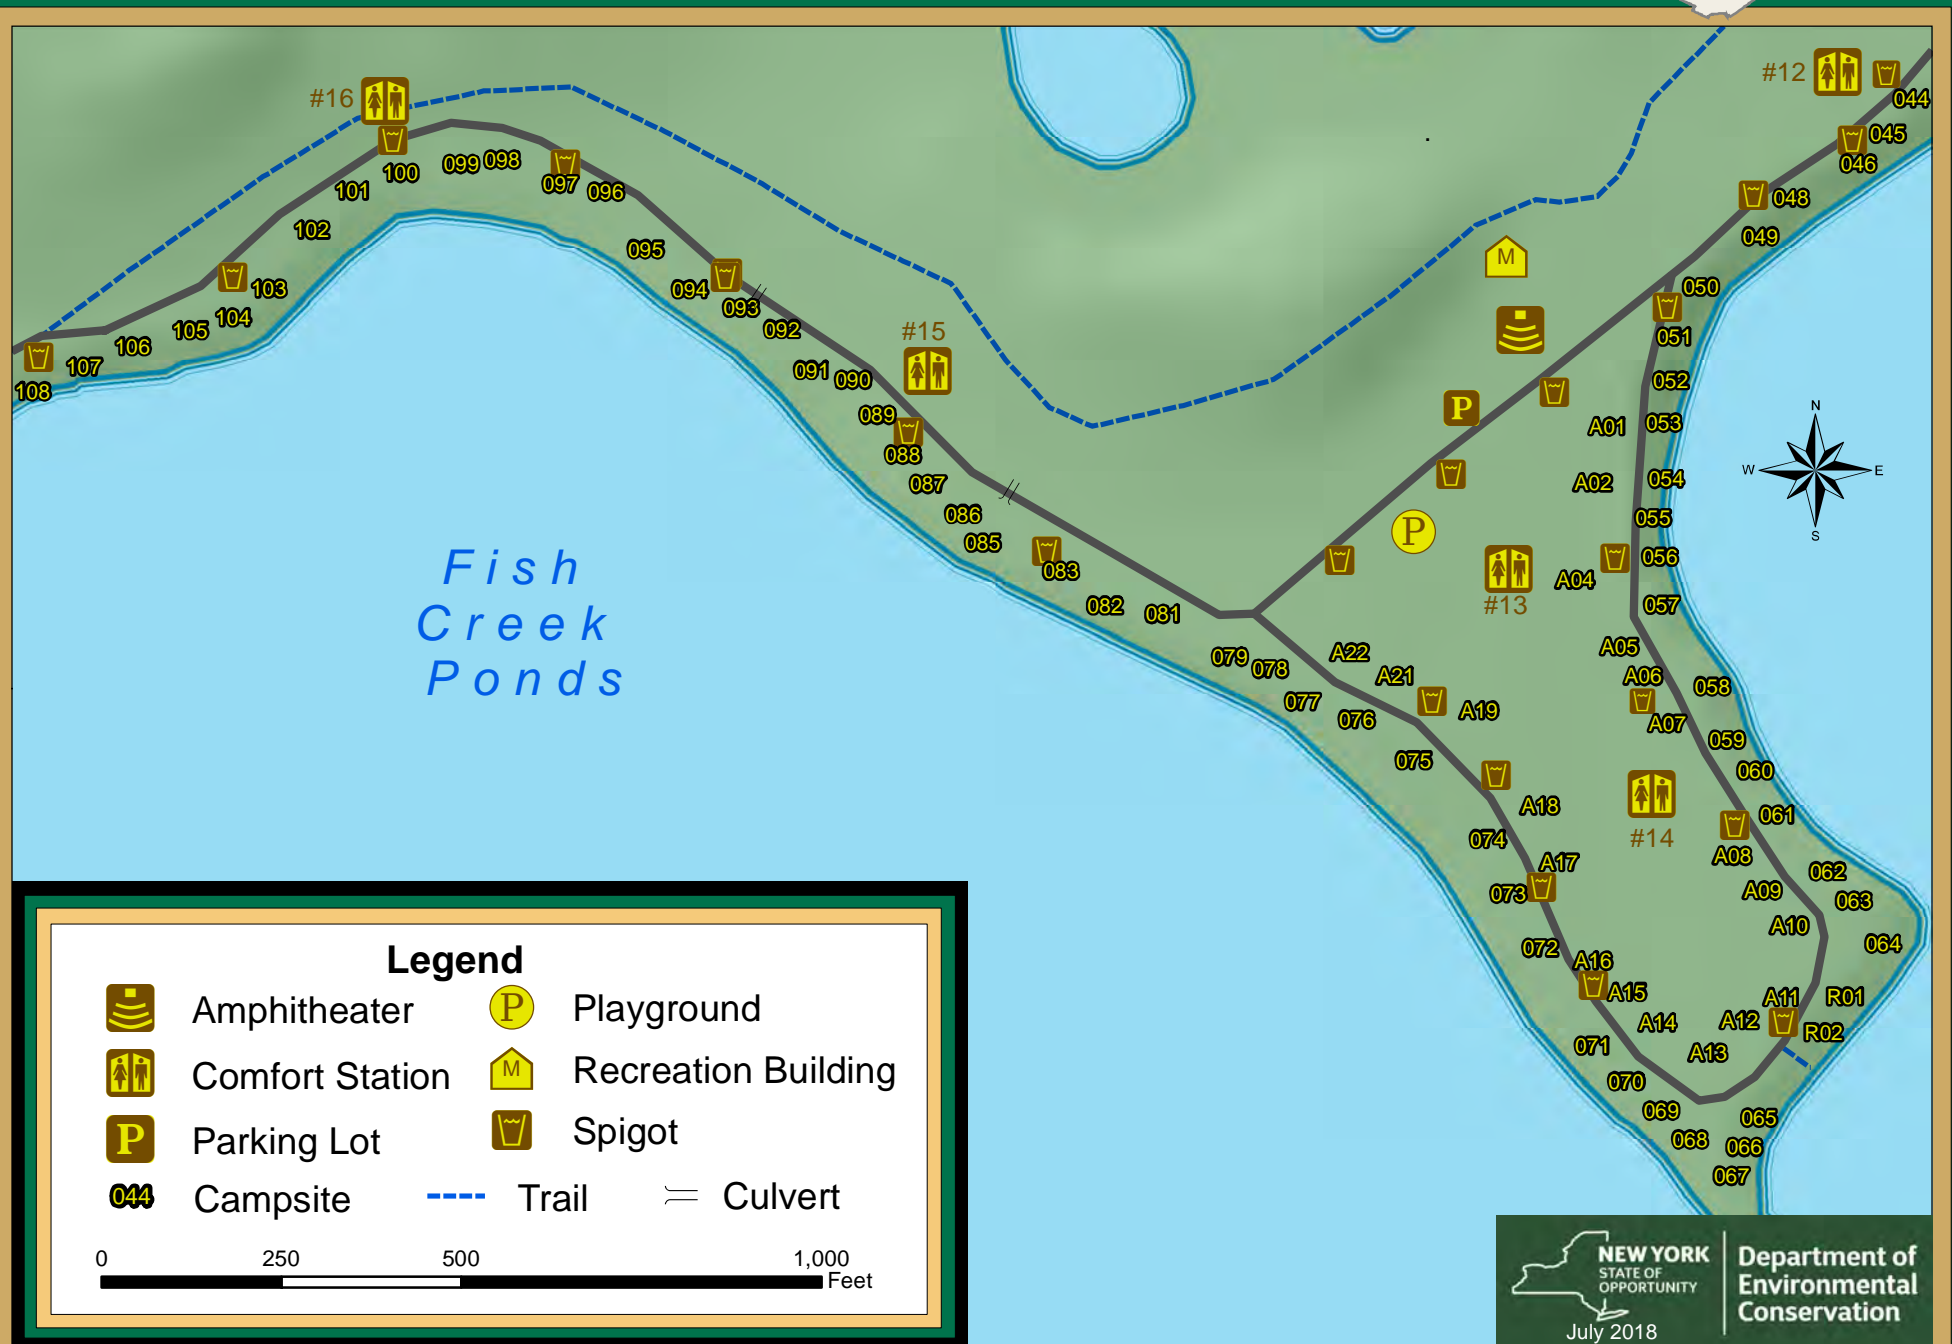 #16
#12
044
045
046
048
049
050
051
052
053
054
055
056
057
058
059
060
061
062
063
064
R01
R02
065
066
067
068
069
070
071
072
073
074
075
076
077
078
079
081
082
083
085
086
087
088
089
090
091
092
093
094
095
096
097
098
099
100
101
102
103
104
105
106
107
108
#15
M
P
P
#13
#14
A01
A02
A04
A05
A06
A07
A08
A09
A10
A11
A12
A13
A14
A15
A16
A17
A18
A19
A21
A22
N
W
E
S
Fish
Creek
Ponds
Legend
Amphitheater
P Playground
Comfort Station
M Recreation Building
P Parking Lot
Spigot
044 Campsite
Trail
Culvert
0 250 500 1,000
Feet
NEW YORK
STATE OF
OPPORTUNITY
Department of
Environmental
Conservation
July 2018